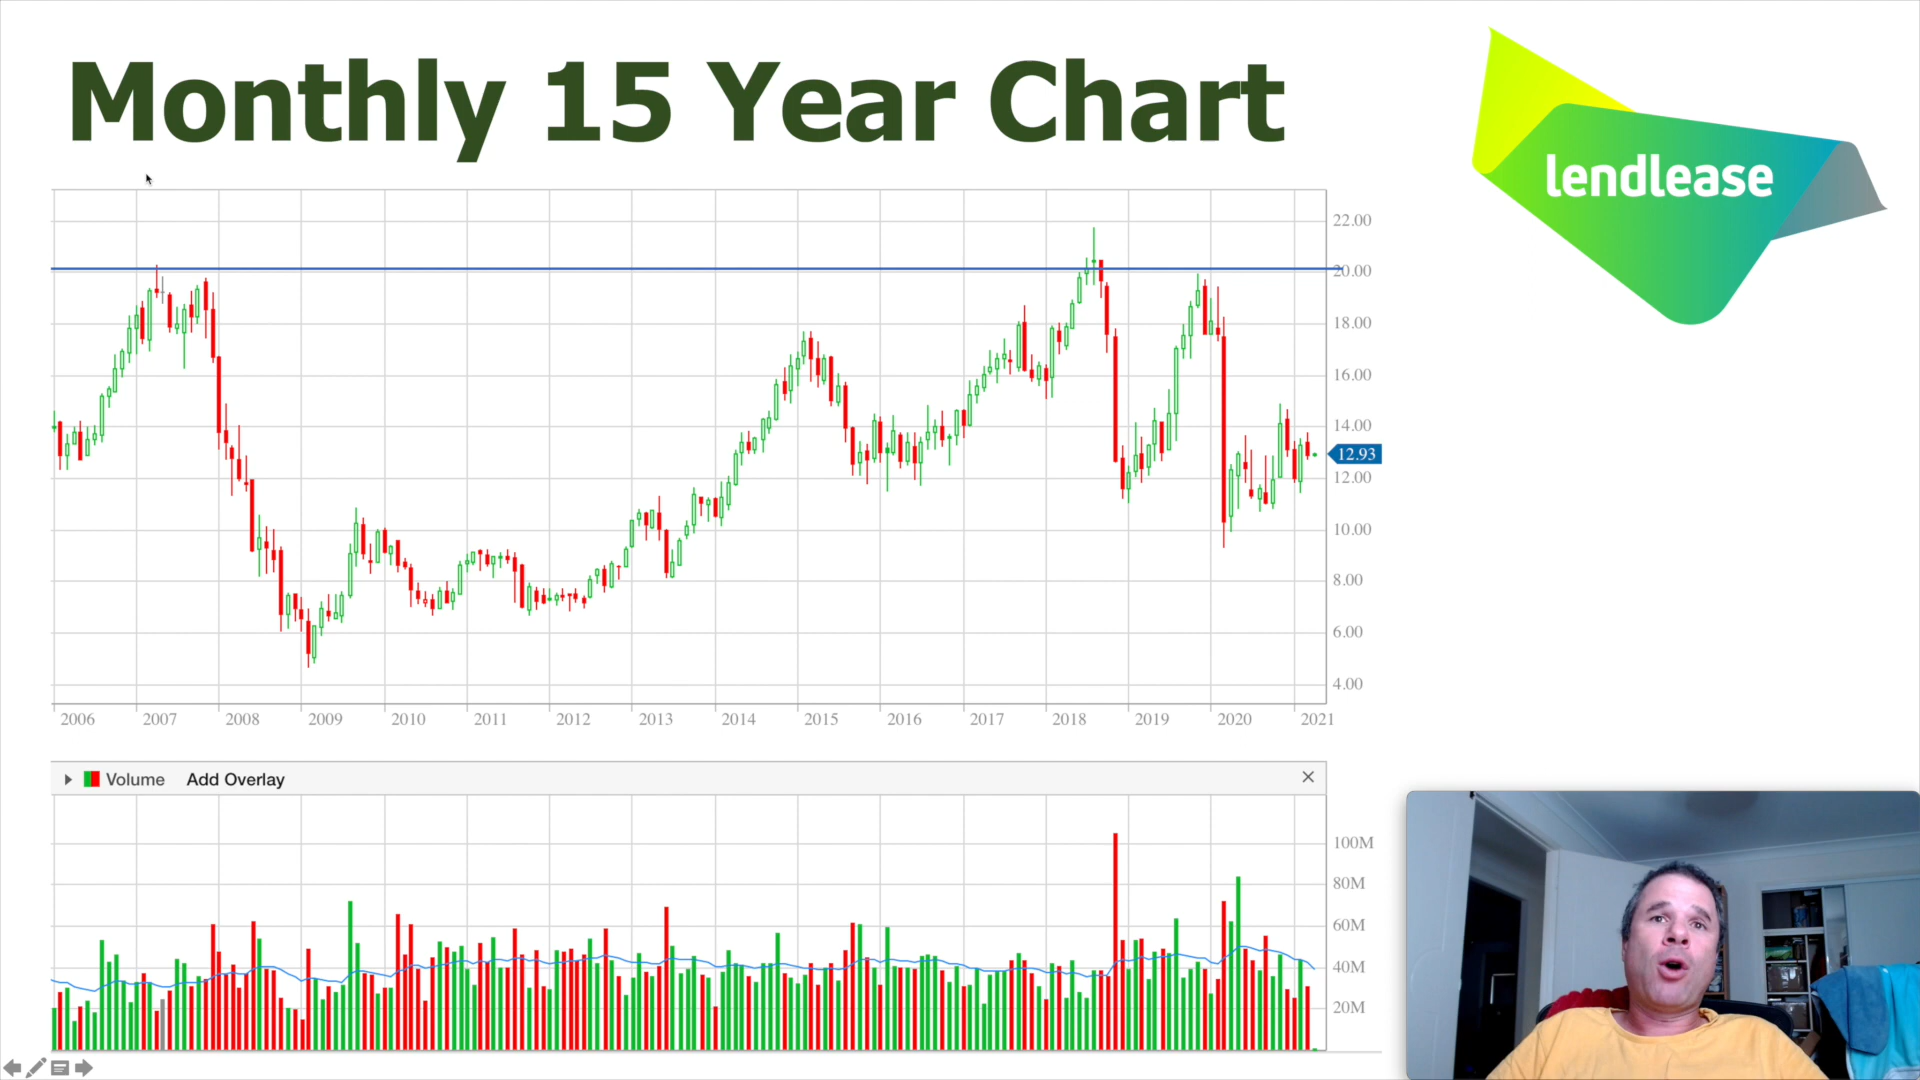 Monthly 15 Year Chart
lendlease
22.00
20.00
18.00
16.00
14.00
12.93
12.00
10.00
8.00
6.00
4.00
2006 2007 2008 2009 2010 2011 2012 2013 2014 2015 2016 2017 2018 2019 2020 2021
Volume Add Overlay
100M
80M
60M
40M
20M